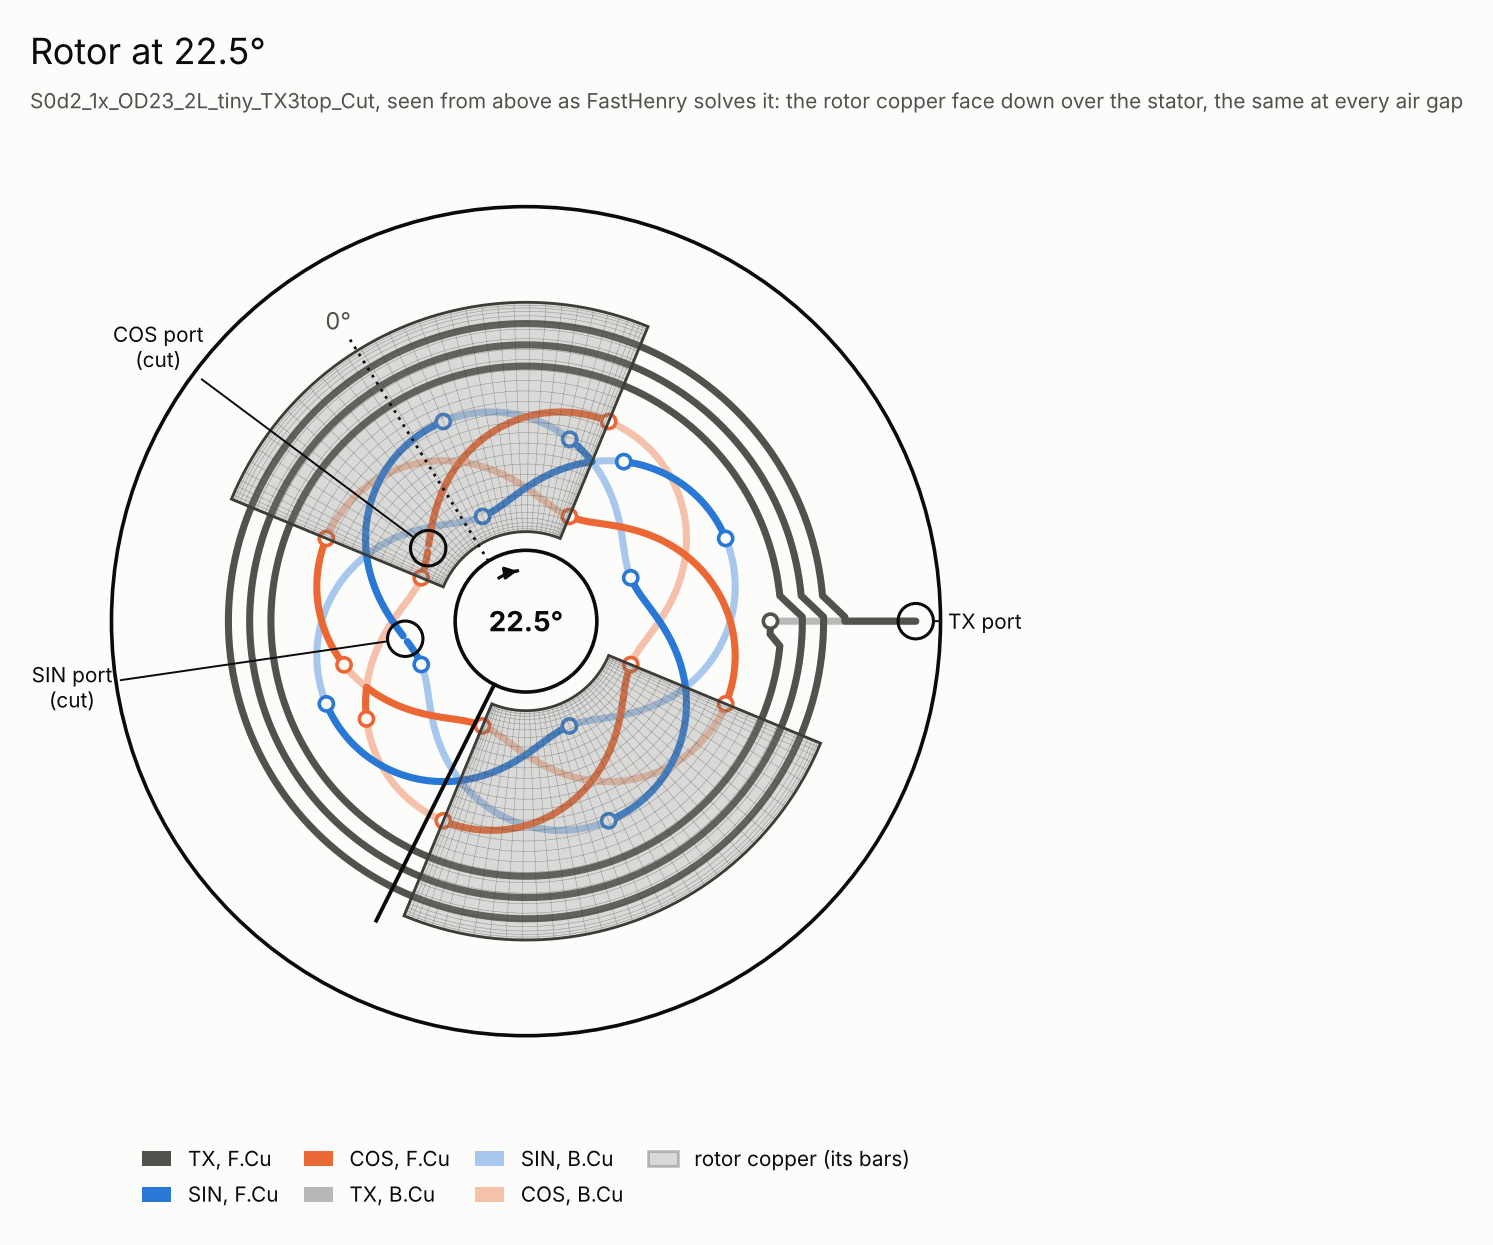 Rotor at 22.5°
S0d2_1x_OD23_2L_tiny_TX3top_Cut, seen from above as FastHenry solves it: the rotor copper face down over the stator, the same at every air gap
0°
COS port
(cut)
22.5°
TX port
SIN port
(cut)
TX, F.Cu
COS, F.Cu
SIN, B.Cu
rotor copper (its bars)
SIN, F.Cu
TX, B.Cu
COS, B.Cu